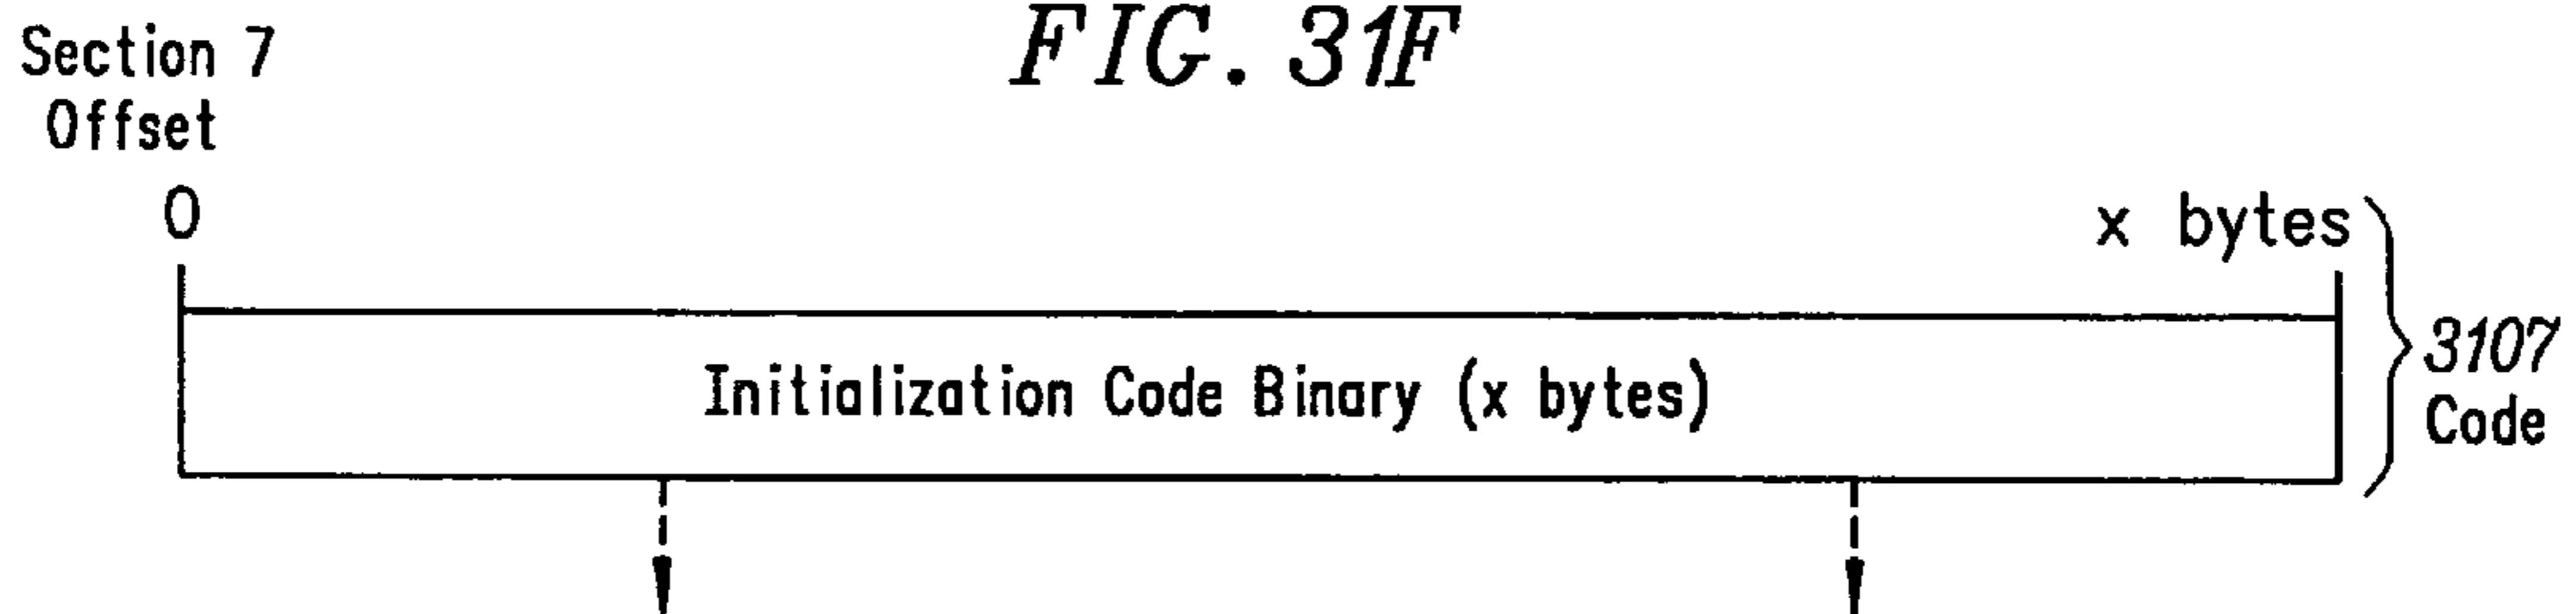 FIG. 31F
Section 7
Offset
0
x bytes
Initialization Code Binary (x bytes)
3107
Code